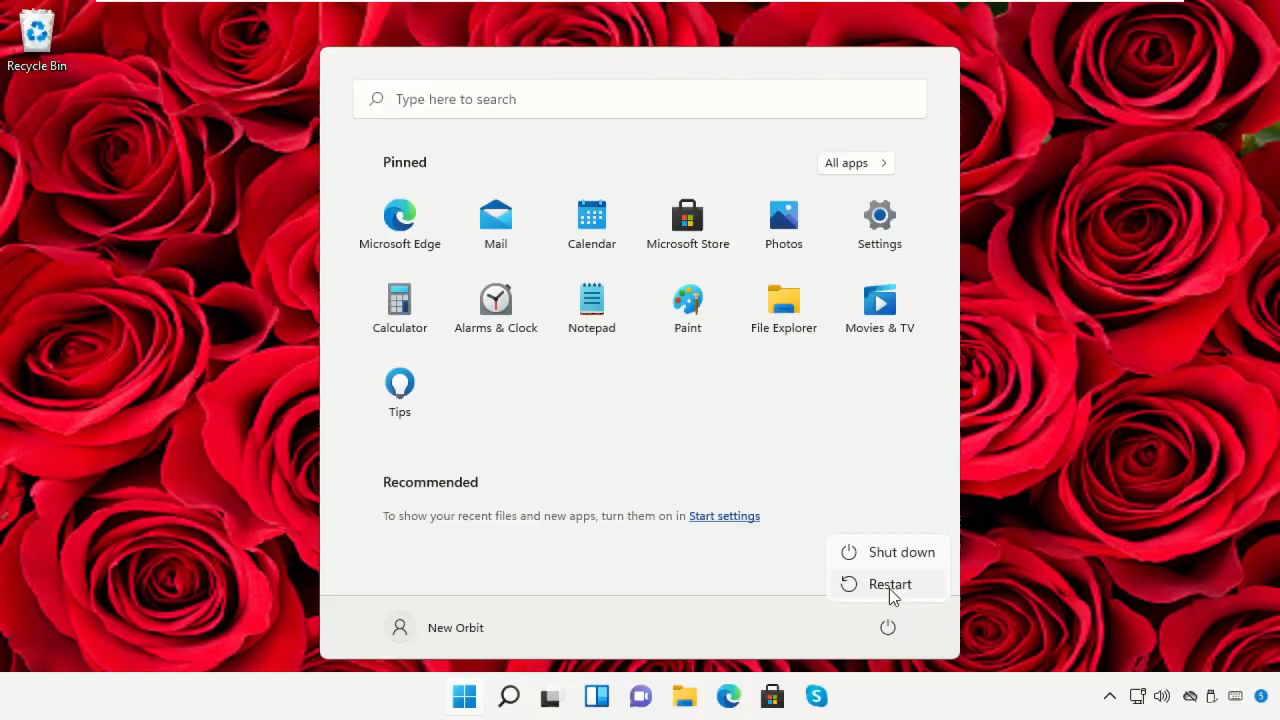 Recycle Bin
Type here to search
Pinned
All apps
Microsoft Edge
Mail
Calendar
Microsoft Store
Photos
Settings
Calculator
Alarms & Clock
Notepad
Paint
File Explorer
Movies & TV
Tips
Recommended
To show your recent files and new apps, turn them on in Start settings
Shut down
Restart
New Orbit
S
5